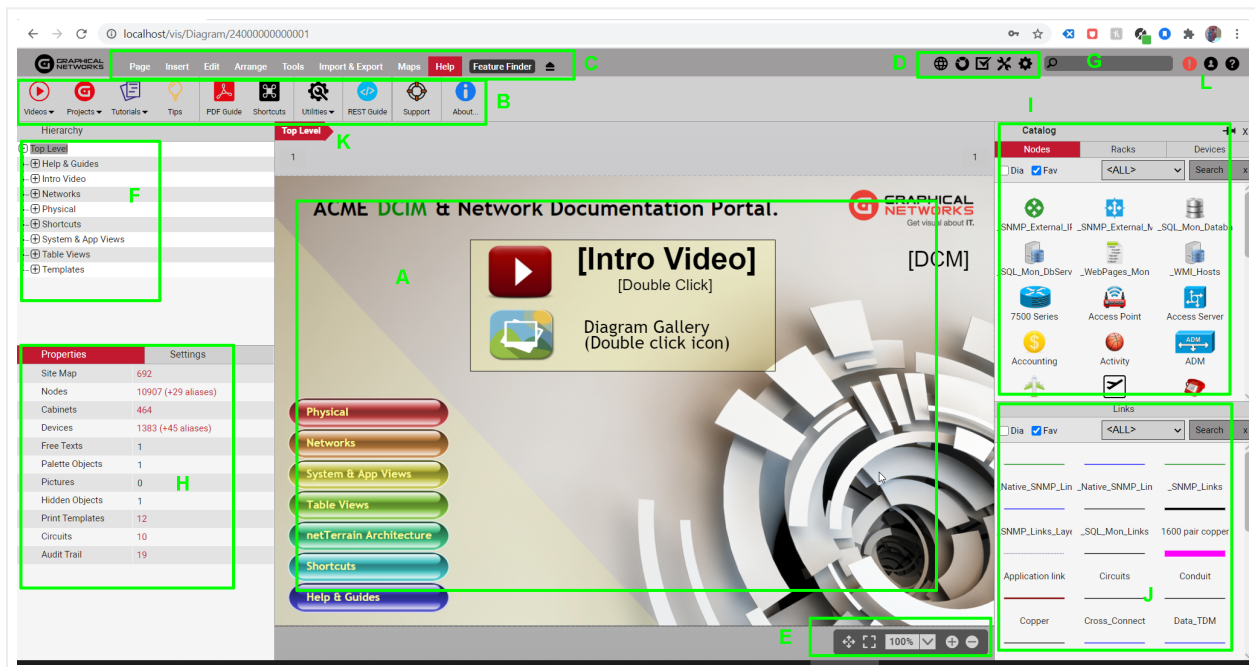 localhost/vis/Diagram/24000000000001
GRAPHICAL NETWORKS
Page Insert Edit Arrange Tools Import & Export Maps Help Feature Finder C D G L
Videos Projects Tutorials Tips PDF Guide Shortcuts Utilities REST Guide Support About... B
I
Hierarchy
Top Level
Help & Guides
Intro Video
Networks
Physical
Shortcuts
System & App Views
Table Views
Templates
F
Properties Settings
Site Map 692
Nodes 10907 (+29 aliases)
Cabinets 464
Devices 1383 (+45 aliases)
Free Texts 1
Palette Objects 1
Pictures 0
Hidden Objects 1
Print Templates 12
Circuits 10
Audit Trail 19
H
Top Level K
1 1
ACME DCIM & Network Documentation Portal.
GRAPHICAL NETWORKS
Get visual about IT.
A
[Intro Video]
[Double Click]
[DCM]
Diagram Gallery
(Double click icon)
Physical
Networks
System & App Views
Table Views
netTerrain Architecture
Shortcuts
Help & Guides
E
100%
Catalog x
Nodes Racks Devices
Dia Fav <ALL> Search x
_SNMP_External_IF _SNMP_External_N _SQL_Mon_Databa
_SQL_Mon_DbServ _WebPages_Mon _WMI_Hosts
7500 Series Access Point Access Server
ADM
Accounting Activity ADM
Links
Dia Fav <ALL> Search x
_Native_SNMP_Lin _Native_SNMP_Lin _SNMP_Links
_SNMP_Links_Laye _SQL_Mon_Links 1600 pair copper
Application link Circuits Conduit
J
Copper Cross_Connect Data_TDM